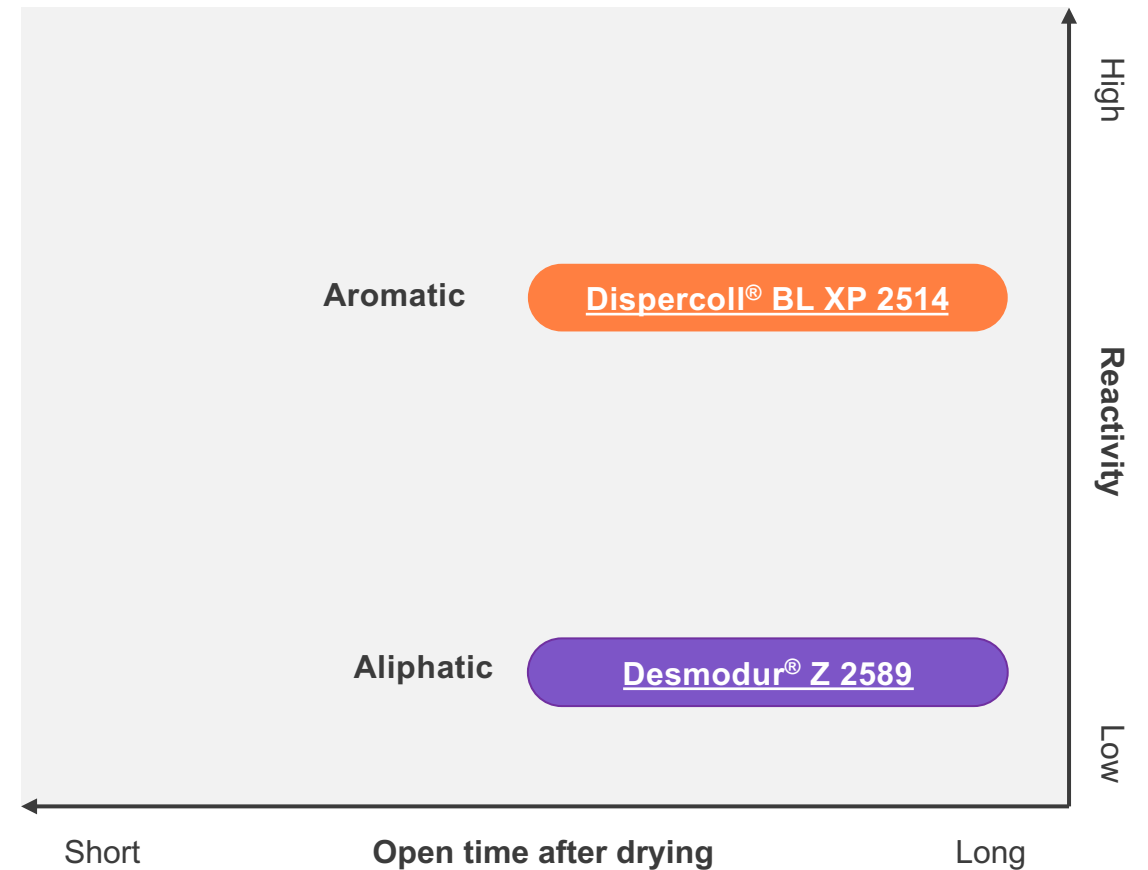 High
Aromatic
Dispercoll® BL XP 2514
Reactivity
Aliphatic
Desmodur® Z 2589
Low
Short
Open time after drying
Long